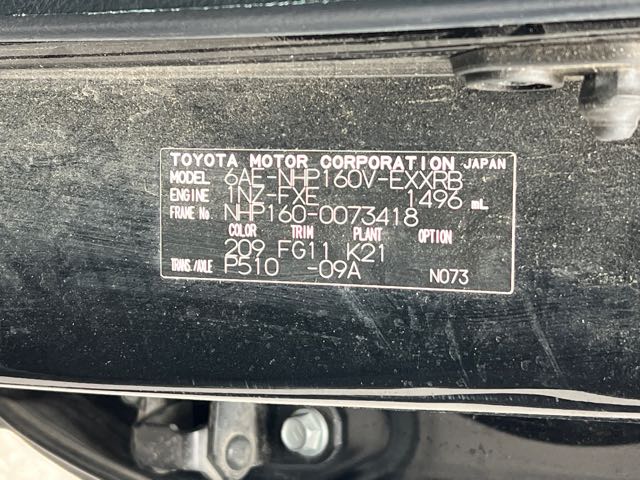 TOYOTA MOTOR CORPORATION JAPAN
MODEL 6AE-NHP160V-EXXRB
ENGINE 1NZ-FXE 1496 mL
FRAME No. NHP160-0073418
COLOR TRIM PLANT OPTION
209 FG11 K21
TRANS./AXLE P510 -09A N073